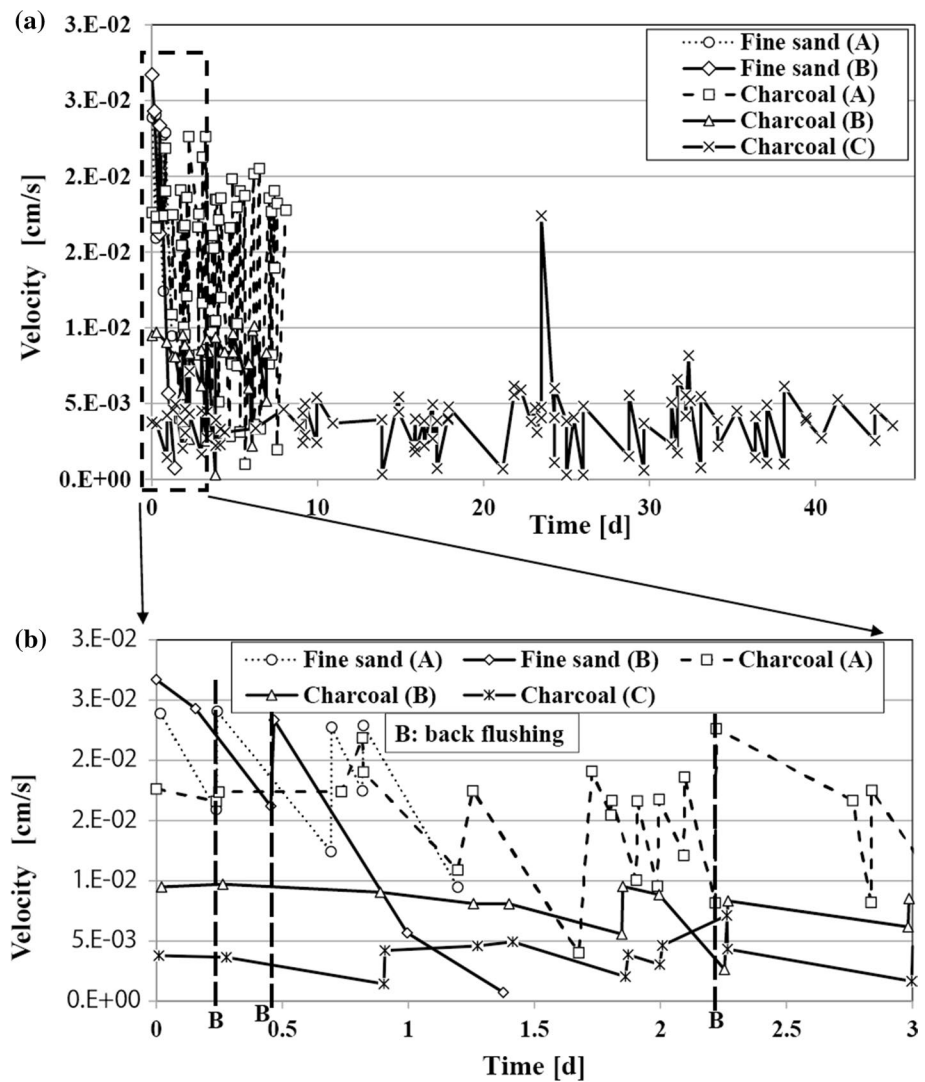 (a)
3.E-02
3.E-02
2.E-02
2.E-02
1.E-02
5.E-03
0.E+00
Velocity [cm/s]
Fine sand (A)
Fine sand (B)
Charcoal (A)
Charcoal (B)
Charcoal (C)
0 10 20 30 40
Time [d]
(b)
3.E-02
3.E-02
2.E-02
2.E-02
1.E-02
5.E-03
0.E+00
Velocity [cm/s]
Fine sand (A) Fine sand (B) Charcoal (A)
Charcoal (B) Charcoal (C)
B: back flushing
B B B
0 0.5 1 1.5 2 2.5 3
Time [d]